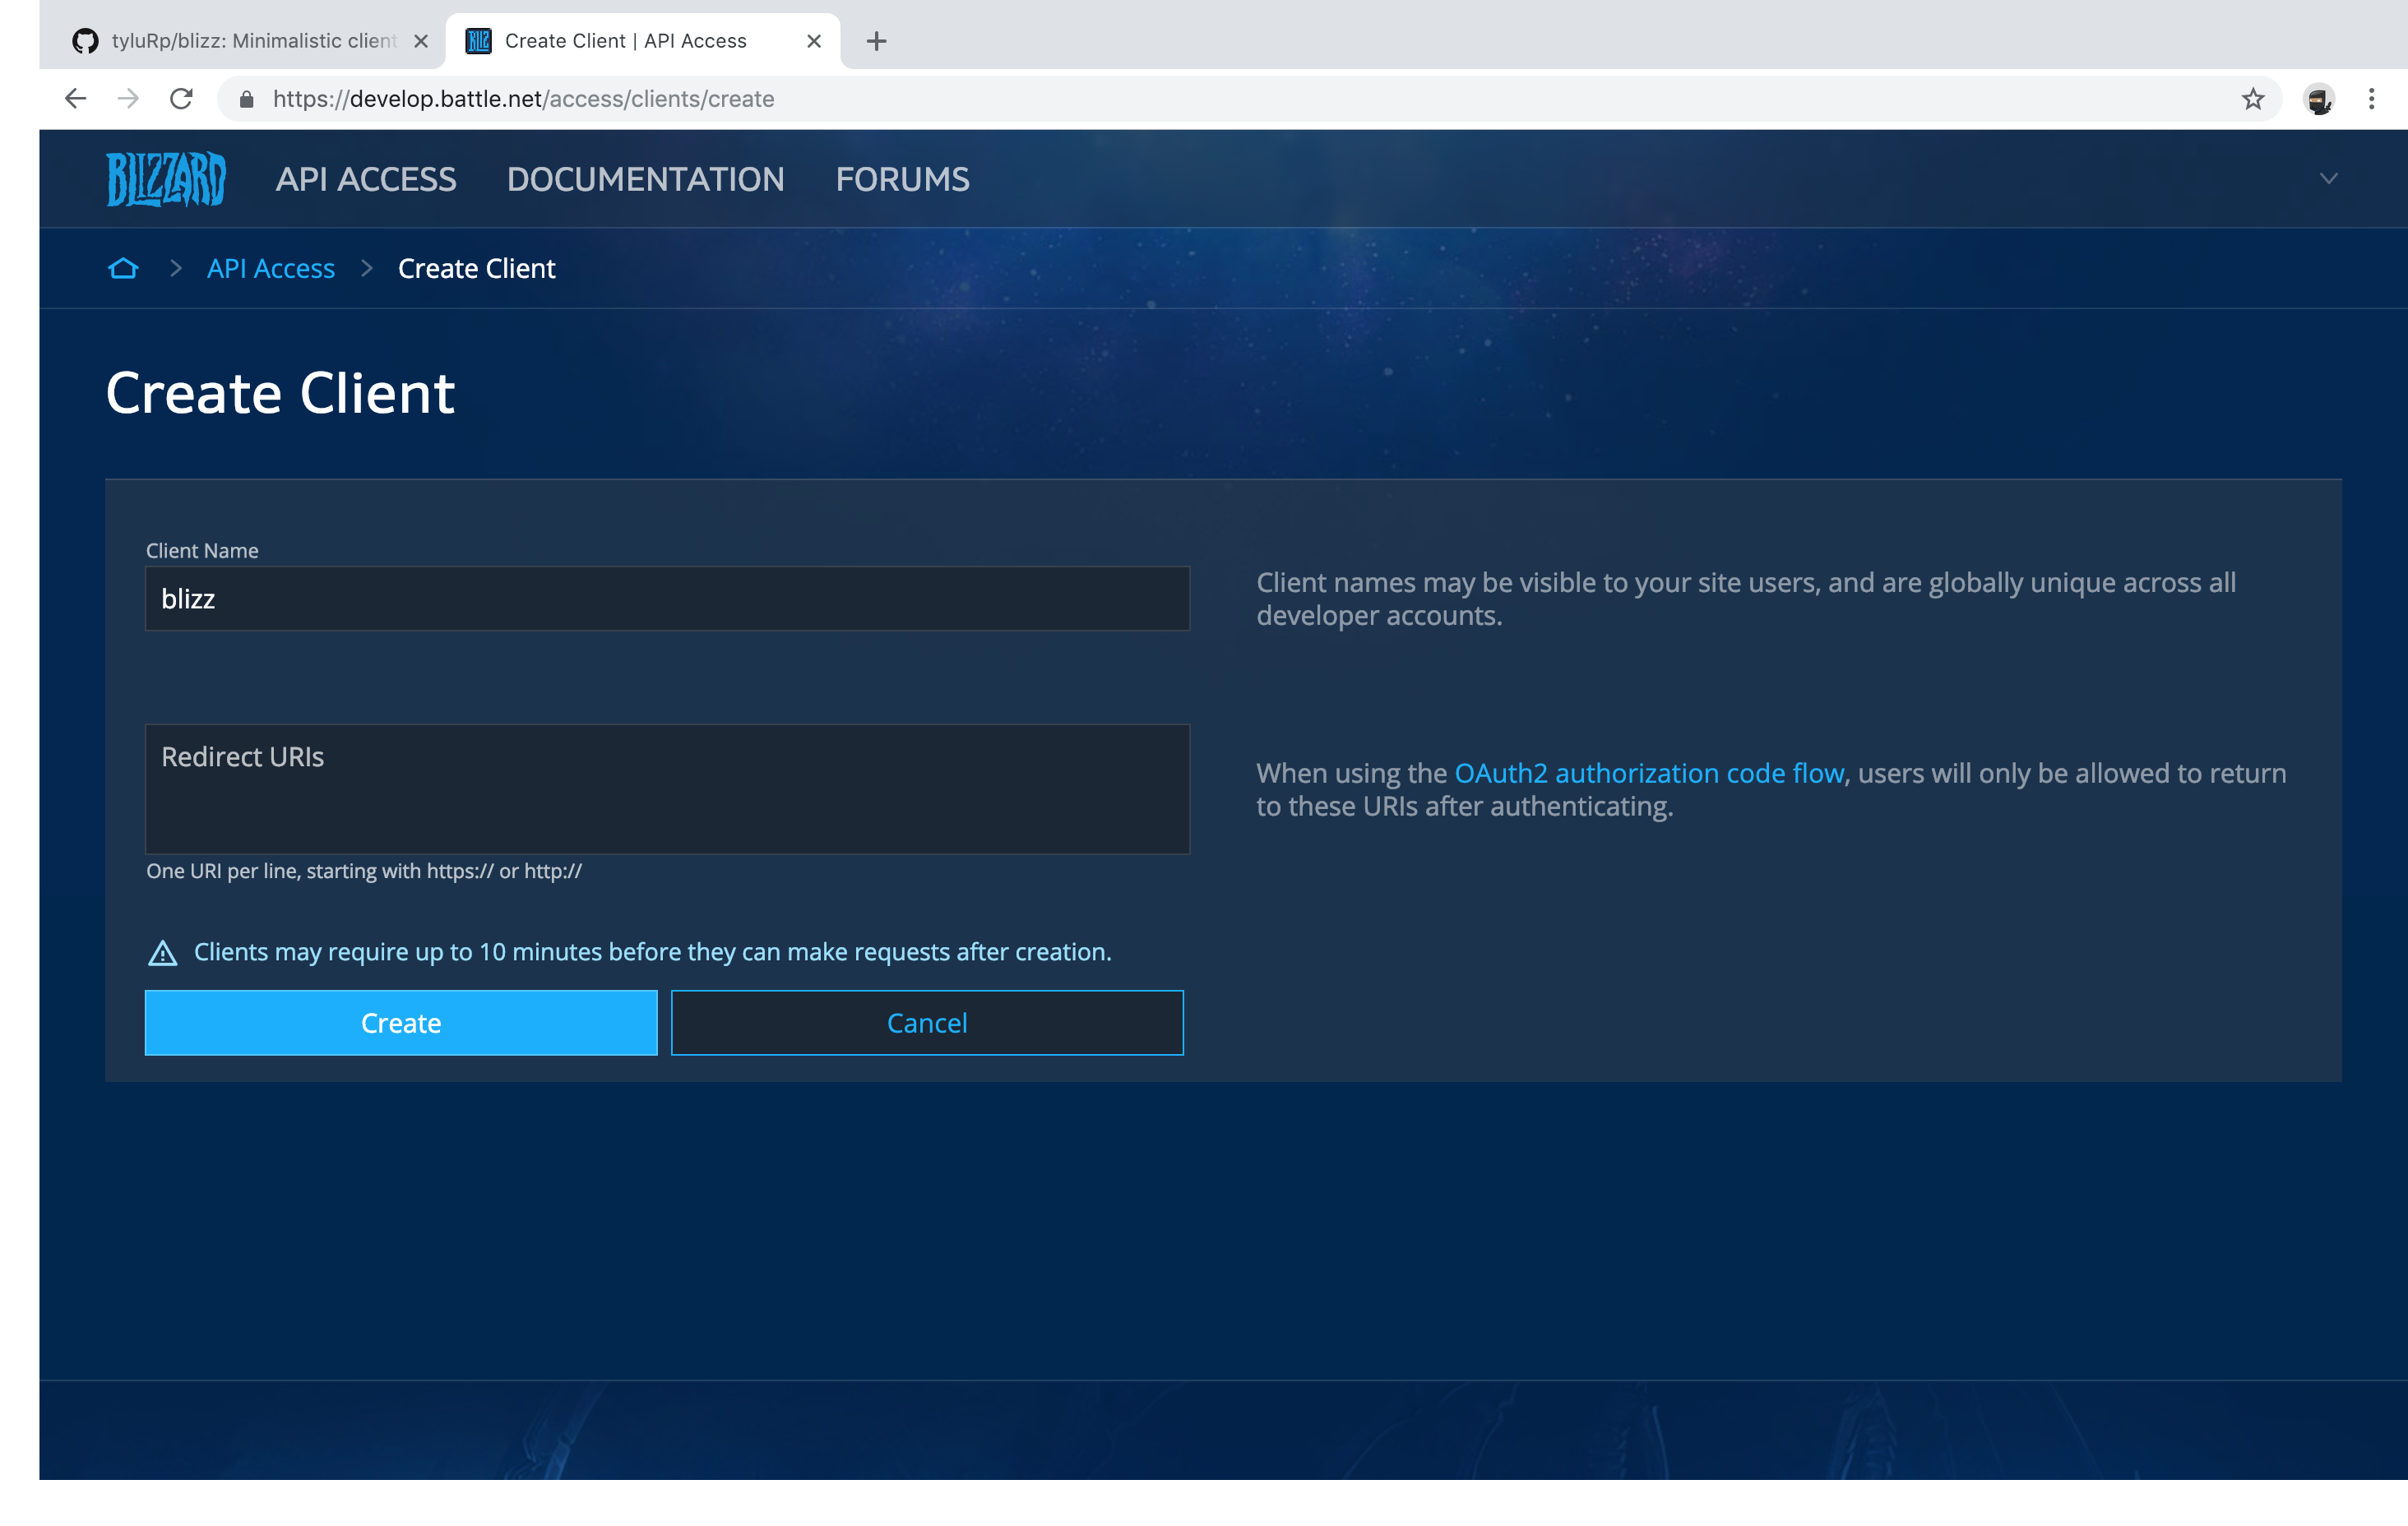 tyluRp/blizz: Minimalistic client
Create Client | API Access
https://develop.battle.net/access/clients/create
BLIZZARD API ACCESS DOCUMENTATION FORUMS
API Access > Create Client
Create Client
Client Name
blizz
Client names may be visible to your site users, and are globally unique across all
developer accounts.
Redirect URIs
When using the OAuth2 authorization code flow, users will only be allowed to return
to these URIs after authenticating.
One URI per line, starting with https:// or http://
Clients may require up to 10 minutes before they can make requests after creation.
Create
Cancel